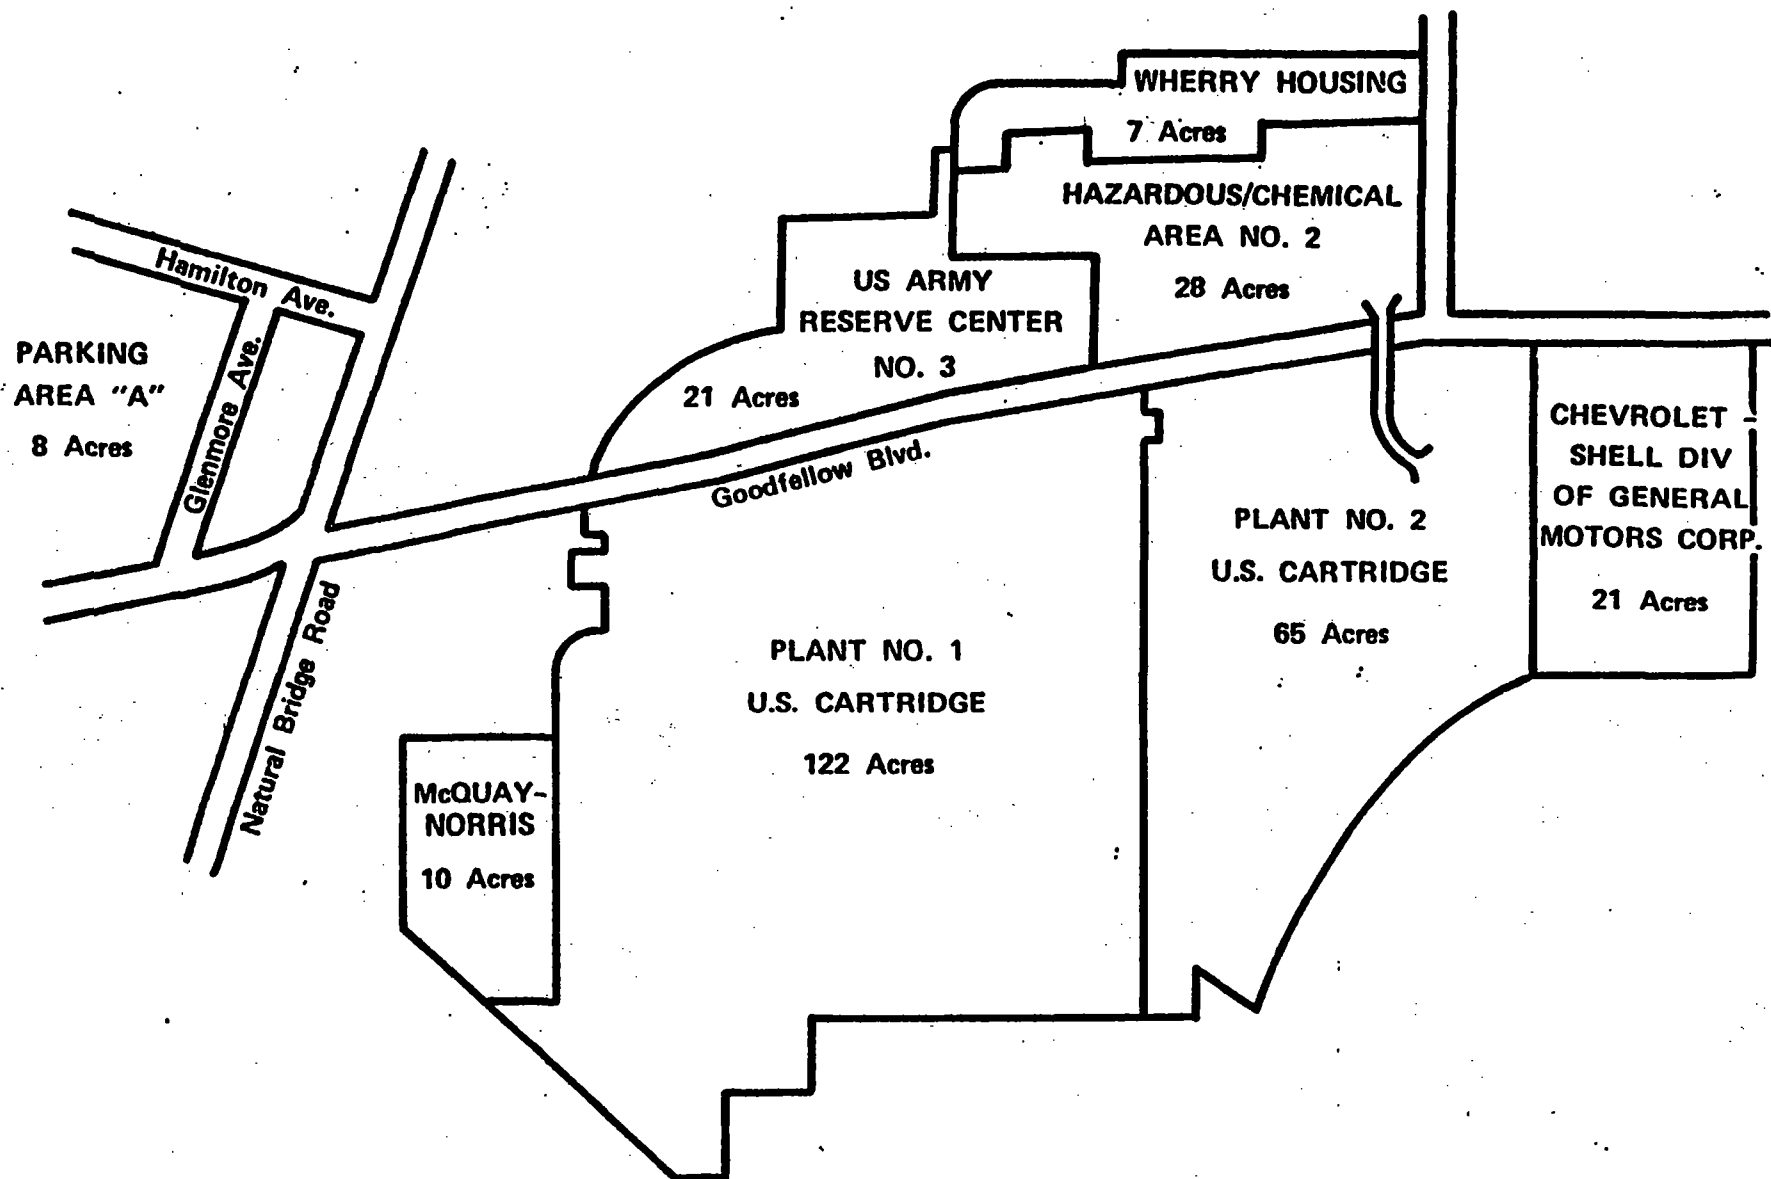 WHERRY HOUSING
7 Acres
HAZARDOUS/CHEMICAL
AREA NO. 2
28 Acres
US ARMY
RESERVE CENTER
NO. 3
21 Acres
Hamilton Ave.
Glenmore Ave.
PARKING
AREA "A"
8 Acres
Goodfellow Blvd.
Natural Bridge Road
CHEVROLET -
SHELL DIV
OF GENERAL
MOTORS CORP.
21 Acres
PLANT NO. 2
U.S. CARTRIDGE
65 Acres
PLANT NO. 1
U.S. CARTRIDGE
122 Acres
McQUAY-
NORRIS
10 Acres